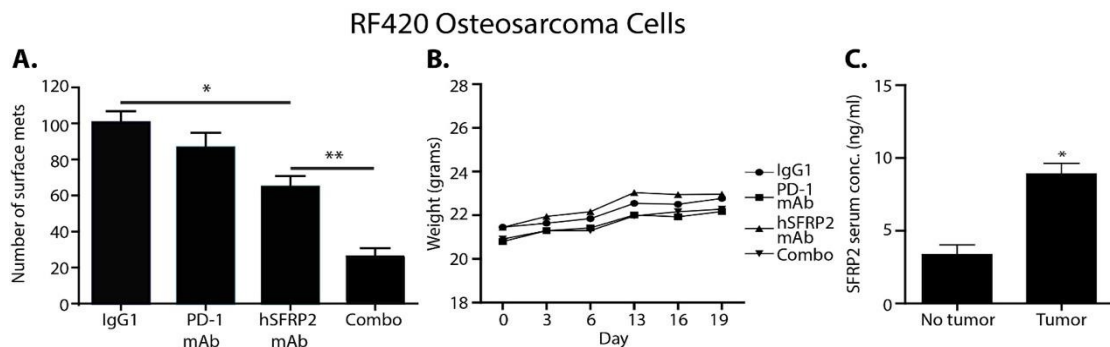 RF420 Osteosarcoma Cells
A.
Number of surface mets
120
100
80
60
40
20
0
*
**
IgG1
PD-1
mAb
hSFRP2
mAb
Combo
B.
Weight (grams)
28
26
24
22
20
18
0 3 6 13 16 19
Day
IgG1
PD-1
mAb
hSFRP2
mAb
Combo
C.
SFRP2 serum conc. (ng/ml)
15
10
5
0
*
No tumor
Tumor